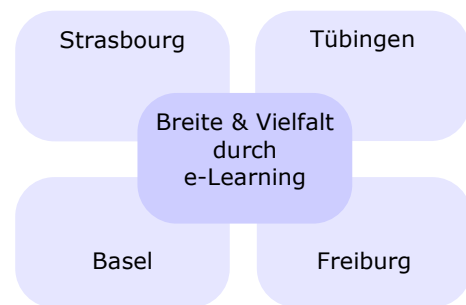 Strasbourg
Tübingen
Breite & Vielfalt
durch
e-Learning
Basel
Freiburg